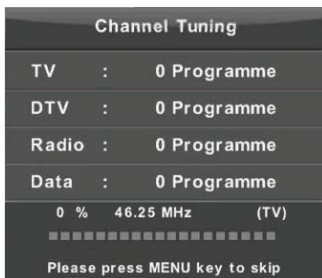 Channel Tuning
TV : 0 Programme
DTV : 0 Programme
Radio : 0 Programme
Data : 0 Programme
0 % 46.25 MHz (TV)
Please press MENU key to skip